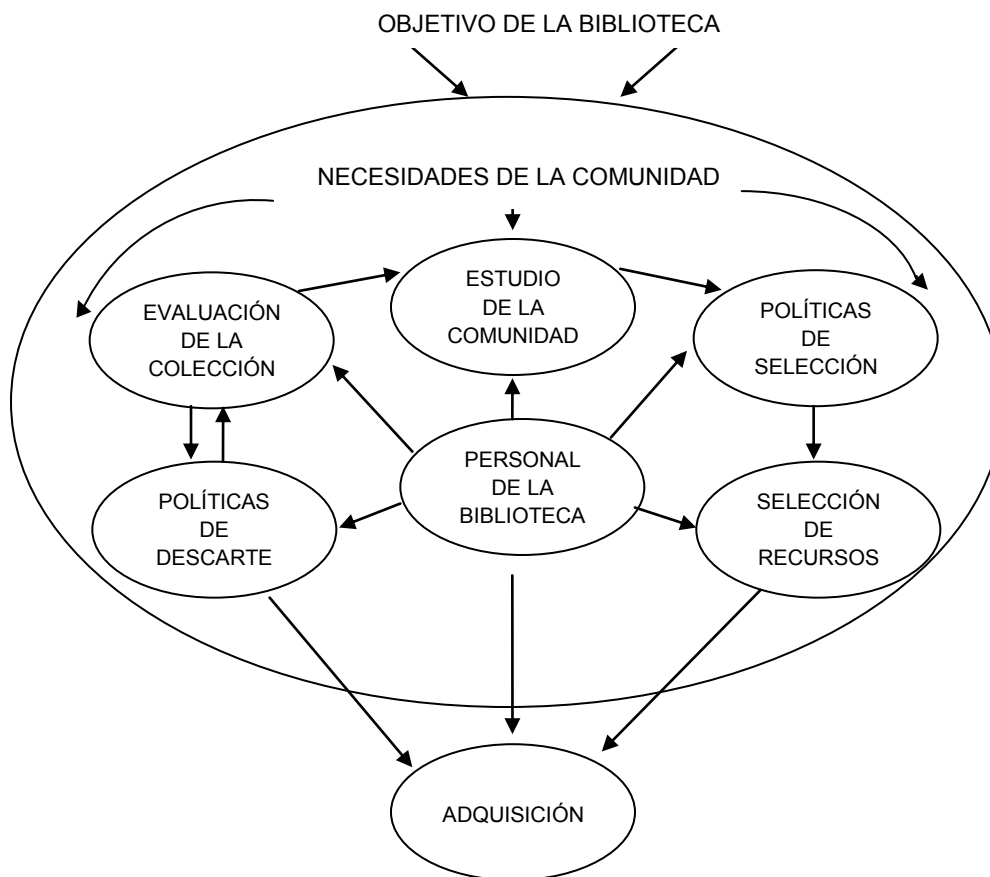 OBJETIVO DE LA BIBLIOTECA
NECESIDADES DE LA COMUNIDAD
ESTUDIO
DE LA
COMUNIDAD
EVALUACIÓN
DE LA
COLECCIÓN
POLÍTICAS
DE
SELECCIÓN
PERSONAL
DE LA
BIBLIOTECA
POLÍTICAS
DE
DESCARTE
SELECCIÓN
DE
RECURSOS
ADQUISICIÓN